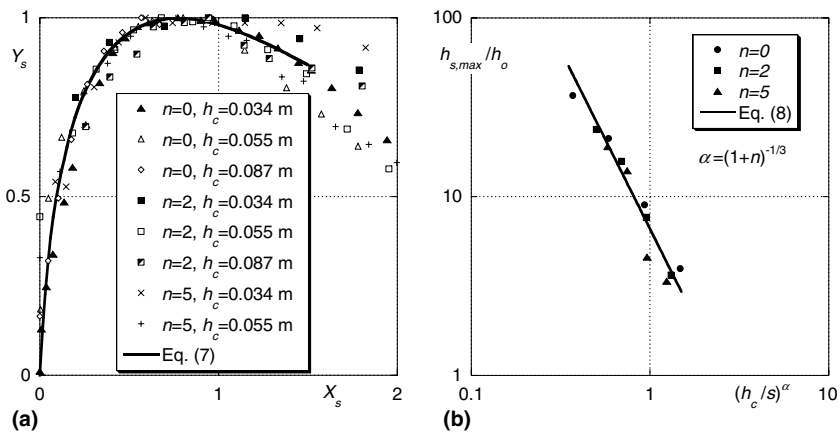 1
Y_s
0.5
0
0
1
X_s
2
n=0, h_c=0.034 m
n=0, h_c=0.055 m
n=0, h_c=0.087 m
n=2, h_c=0.034 m
n=2, h_c=0.055 m
n=2, h_c=0.087 m
n=5, h_c=0.034 m
n=5, h_c=0.055 m
Eq. (7)
(a)
100
h_{s,max}/h_o
10
1
0.1
1
(h_c/s)^α
10
n=0
n=2
n=5
Eq. (8)
α=(1+n)^{-1/3}
(b)